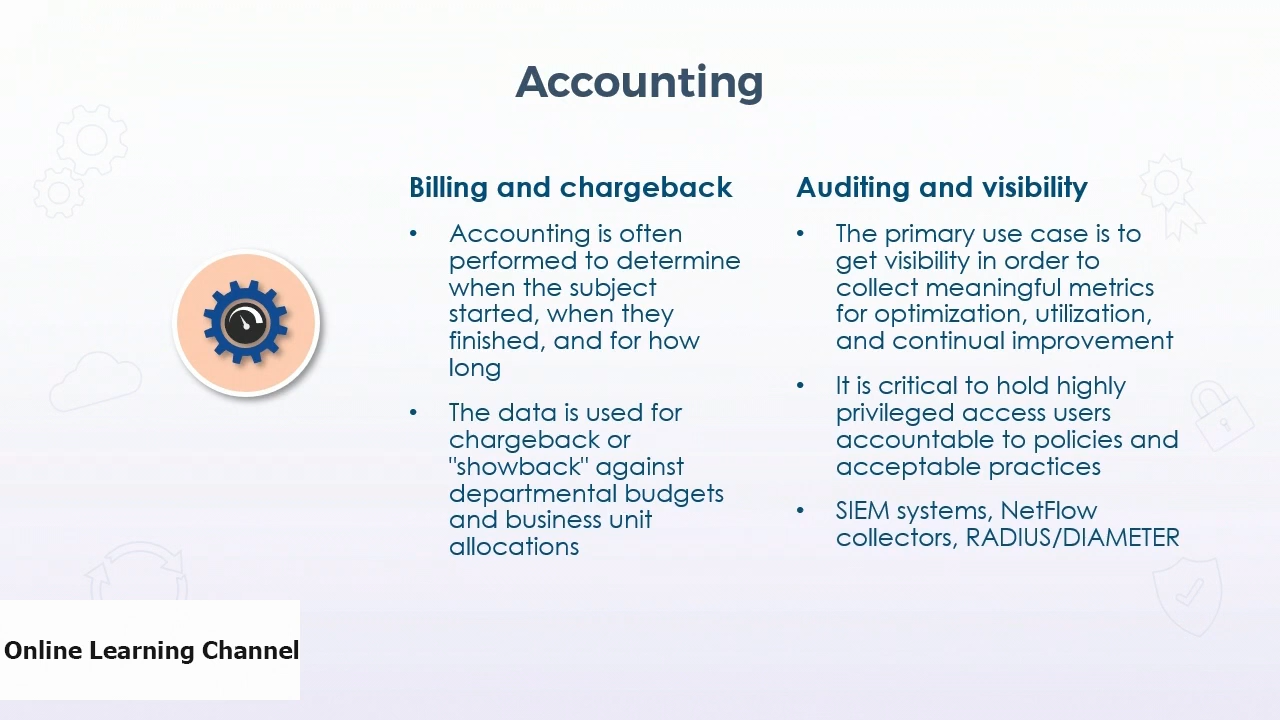 Accounting
Billing and chargeback
• Accounting is often
performed to determine
when the subject
started, when they
finished, and for how
long
• The data is used for
chargeback or
"showback" against
departmental budgets
and business unit
allocations
Auditing and visibility
• The primary use case is to
get visibility in order to
collect meaningful metrics
for optimization, utilization,
and continual improvement
• It is critical to hold highly
privileged access users
accountable to policies and
acceptable practices
• SIEM systems, NetFlow
collectors, RADIUS/DIAMETER
Online Learning Channel